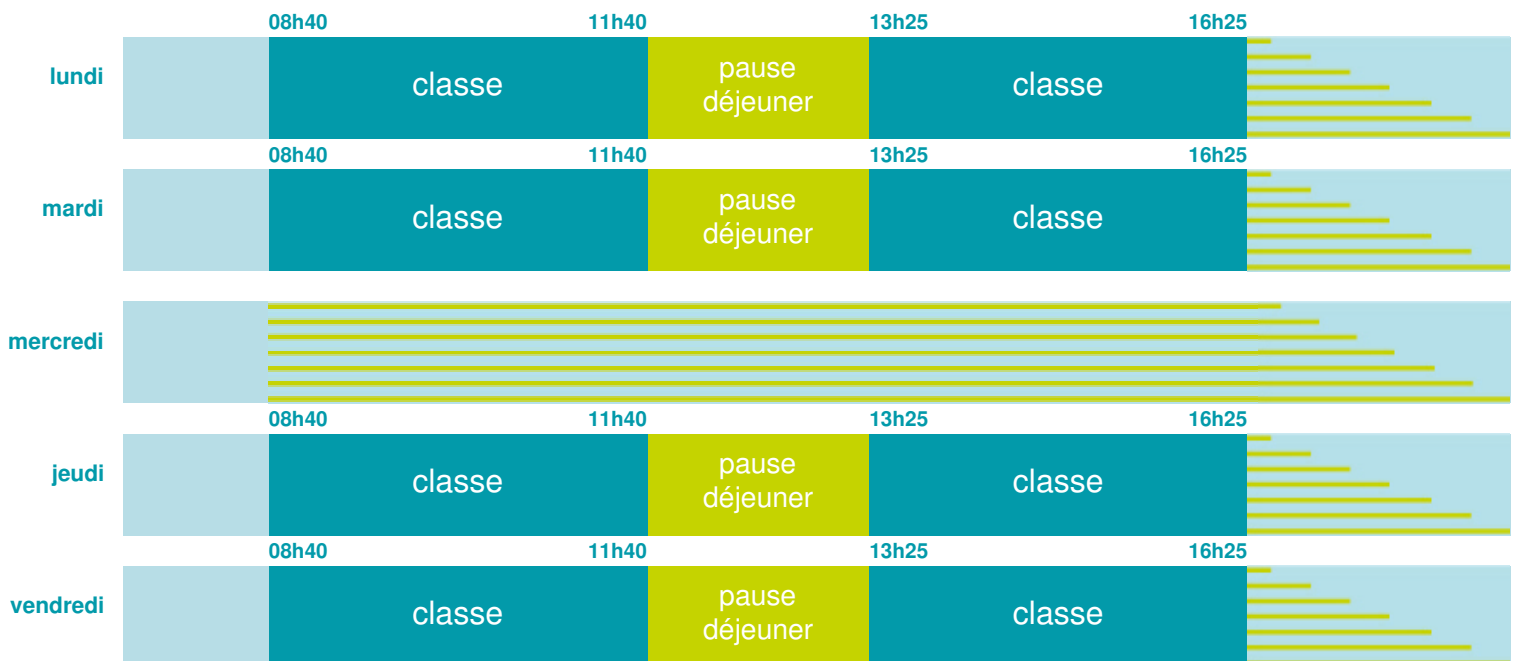 08h40 11h40 13h25 16h25
lundi
classe
pause
déjeuner
classe
08h40 11h40 13h25 16h25
mardi
classe
pause
déjeuner
classe
mercredi
08h40 11h40 13h25 16h25
jeudi
classe
pause
déjeuner
classe
08h40 11h40 13h25 16h25
vendredi
classe
pause
déjeuner
classe